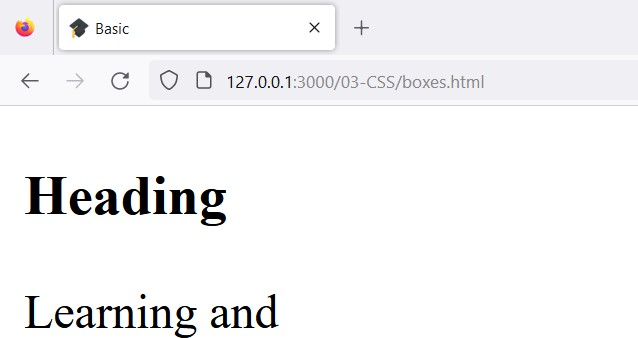 Basic
127.0.0.1:3000/03-CSS/boxes.html
Heading
Learning and